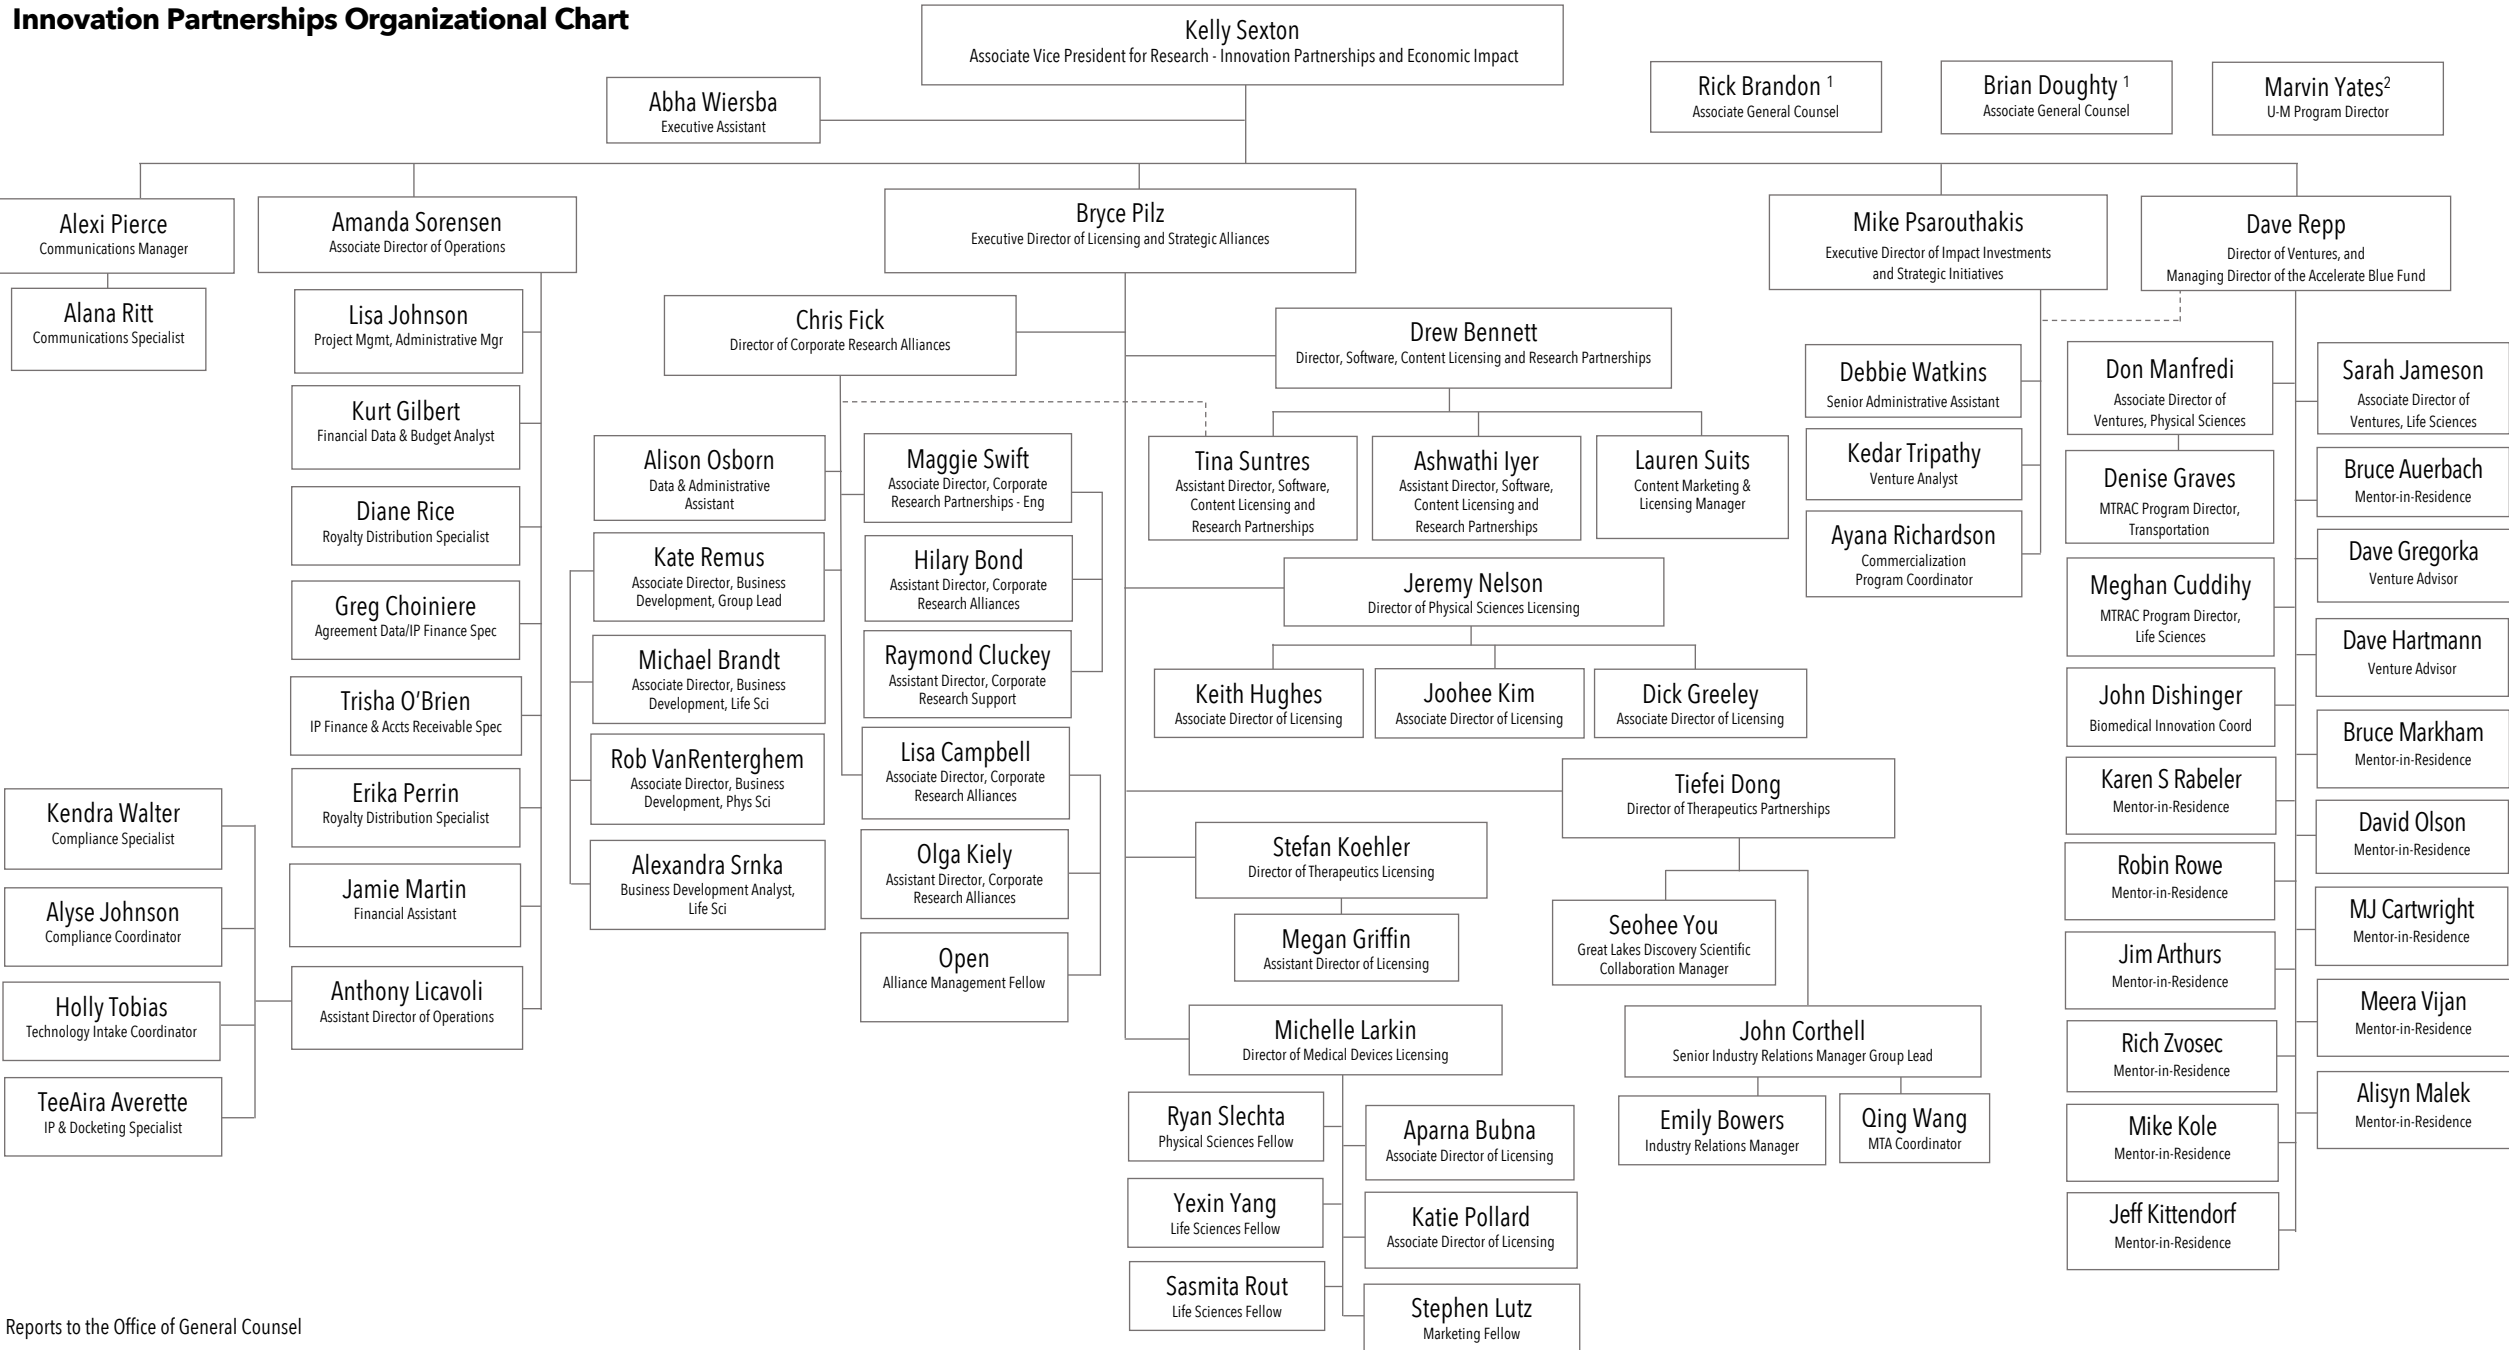 Innovation Partnerships Organizational Chart
Kelly Sexton
Associate Vice President for Research - Innovation Partnerships and Economic Impact
Abha Wiersba
Executive Assistant
Rick Brandon 1
Associate General Counsel
Brian Doughty 1
Associate General Counsel
Marvin Yates2
U-M Program Director
Alexi Pierce
Communications Manager
Alana Ritt
Communications Specialist
Amanda Sorensen
Associate Director of Operations
Lisa Johnson
Project Mgmt, Administrative Mgr
Kurt Gilbert
Financial Data & Budget Analyst
Diane Rice
Royalty Distribution Specialist
Greg Choiniere
Agreement Data/IP Finance Spec
Trisha O’Brien
IP Finance & Accts Receivable Spec
Erika Perrin
Royalty Distribution Specialist
Jamie Martin
Financial Assistant
Anthony Licavoli
Assistant Director of Operations
Kendra Walter
Compliance Specialist
Alyse Johnson
Compliance Coordinator
Holly Tobias
Technology Intake Coordinator
TeeAira Averette
IP & Docketing Specialist
Bryce Pilz
Executive Director of Licensing and Strategic Alliances
Chris Fick
Director of Corporate Research Alliances
Alison Osborn
Data & Administrative
Assistant
Kate Remus
Associate Director, Business
Development, Group Lead
Michael Brandt
Associate Director, Business
Development, Life Sci
Rob VanRenterghem
Associate Director, Business
Development, Phys Sci
Alexandra Srnka
Business Development Analyst,
Life Sci
Maggie Swift
Associate Director, Corporate
Research Partnerships - Eng
Hilary Bond
Assistant Director, Corporate
Research Alliances
Raymond Cluckey
Assistant Director, Corporate
Research Support
Lisa Campbell
Associate Director, Corporate
Research Alliances
Olga Kiely
Assistant Director, Corporate
Research Alliances
Open
Alliance Management Fellow
Drew Bennett
Director, Software, Content Licensing and Research Partnerships
Tina Suntres
Assistant Director, Software,
Content Licensing and
Research Partnerships
Ashwathi Iyer
Assistant Director, Software,
Content Licensing and
Research Partnerships
Lauren Suits
Content Marketing &
Licensing Manager
Jeremy Nelson
Director of Physical Sciences Licensing
Keith Hughes
Associate Director of Licensing
Joohee Kim
Associate Director of Licensing
Dick Greeley
Associate Director of Licensing
Tiefei Dong
Director of Therapeutics Partnerships
Stefan Koehler
Director of Therapeutics Licensing
Megan Griffin
Assistant Director of Licensing
Seohee You
Great Lakes Discovery Scientific
Collaboration Manager
John Corthell
Senior Industry Relations Manager Group Lead
Emily Bowers
Industry Relations Manager
Qing Wang
MTA Coordinator
Michelle Larkin
Director of Medical Devices Licensing
Ryan Slechta
Physical Sciences Fellow
Yexin Yang
Life Sciences Fellow
Sasmita Rout
Life Sciences Fellow
Aparna Bubna
Associate Director of Licensing
Katie Pollard
Associate Director of Licensing
Stephen Lutz
Marketing Fellow
Mike Psarouthakis
Executive Director of Impact Investments
and Strategic Initiatives
Debbie Watkins
Senior Administrative Assistant
Kedar Tripathy
Venture Analyst
Ayana Richardson
Commercialization
Program Coordinator
Dave Repp
Director of Ventures, and
Managing Director of the Accelerate Blue Fund
Don Manfredi
Associate Director of
Ventures, Physical Sciences
Denise Graves
MTRAC Program Director,
Transportation
Meghan Cuddihy
MTRAC Program Director,
Life Sciences
John Dishinger
Biomedical Innovation Coord
Karen S Rabeler
Mentor-in-Residence
Robin Rowe
Mentor-in-Residence
Jim Arthurs
Mentor-in-Residence
Rich Zvosec
Mentor-in-Residence
Mike Kole
Mentor-in-Residence
Jeff Kittendorf
Mentor-in-Residence
Sarah Jameson
Associate Director of
Ventures, Life Sciences
Bruce Auerbach
Mentor-in-Residence
Dave Gregorka
Venture Advisor
Dave Hartmann
Venture Advisor
Bruce Markham
Mentor-in-Residence
David Olson
Mentor-in-Residence
MJ Cartwright
Mentor-in-Residence
Meera Vijan
Mentor-in-Residence
Alisyn Malek
Mentor-in-Residence
Reports to the Office of General Counsel